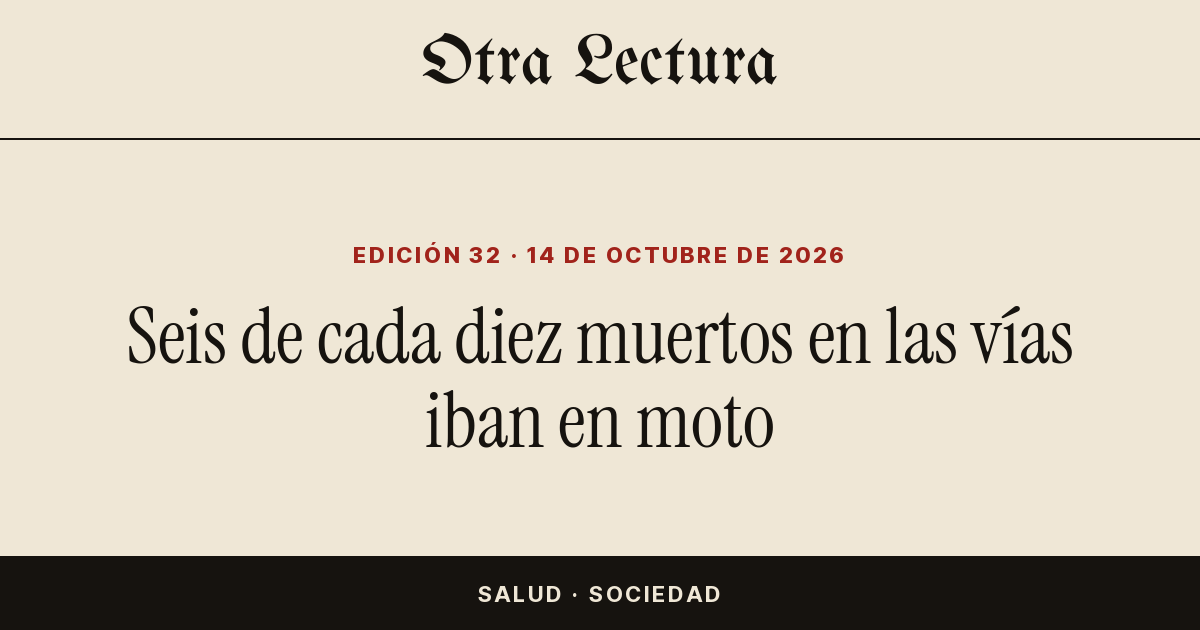 Otra Lectura
EDICIÓN 32 · 14 DE OCTUBRE DE 2026
Seis de cada diez muertos en las vías
iban en moto
SALUD · SOCIEDAD